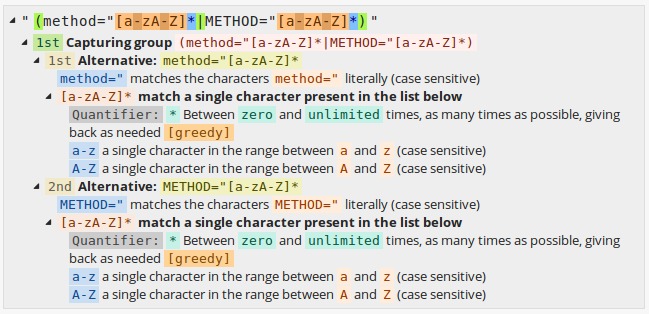 " (method="[a-zA-Z]*|METHOD="[a-zA-Z]*) "
1st Capturing group (method="[a-zA-Z]*|METHOD="[a-zA-Z]*)
1st Alternative: method="[a-zA-Z]*
method=" matches the characters method=" literally (case sensitive)
[a-zA-Z]* match a single character present in the list below
Quantifier: * Between zero and unlimited times, as many times as possible, giving
back as needed [greedy]
a-z a single character in the range between a and z (case sensitive)
A-Z a single character in the range between A and Z (case sensitive)
2nd Alternative: METHOD="[a-zA-Z]*
METHOD=" matches the characters METHOD=" literally (case sensitive)
[a-zA-Z]* match a single character present in the list below
Quantifier: * Between zero and unlimited times, as many times as possible, giving
back as needed [greedy]
a-z a single character in the range between a and z (case sensitive)
A-Z a single character in the range between A and Z (case sensitive)